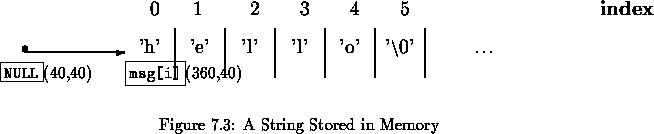 0 1 2 3 4 5 index
'h' 'e' 'l' 'l' 'o' '\0' ...
NULL (40,40) msg[i] (360,40)
Figure 7.3: A String Stored in Memory